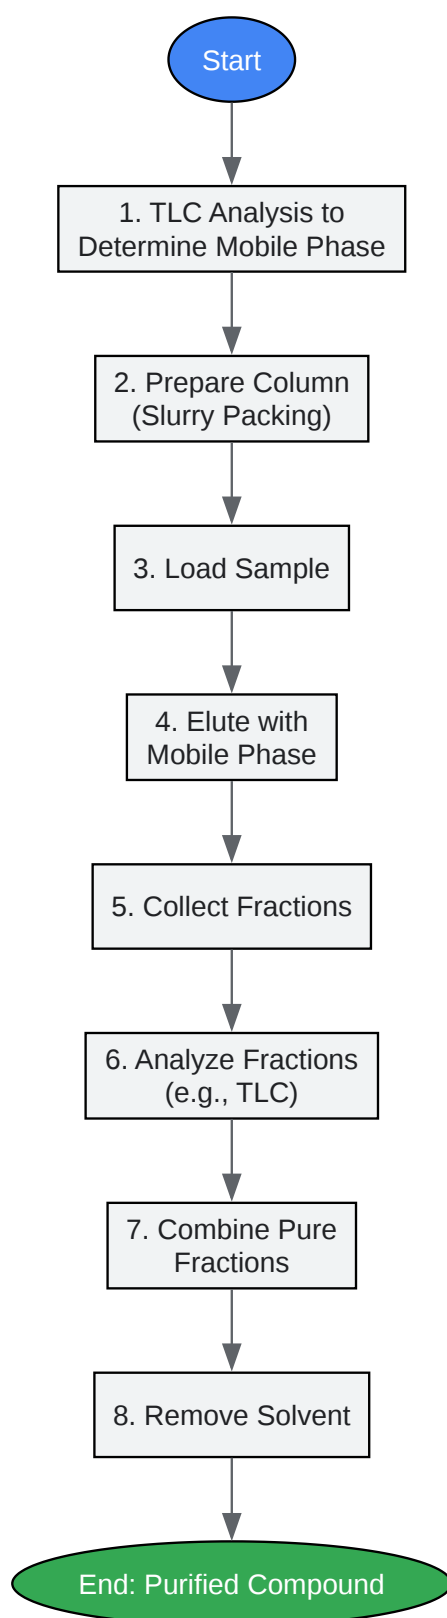 Start
1. TLC Analysis to
Determine Mobile Phase
2. Prepare Column
(Slurry Packing)
3. Load Sample
4. Elute with
Mobile Phase
5. Collect Fractions
6. Analyze Fractions
(e.g., TLC)
7. Combine Pure
Fractions
8. Remove Solvent
End: Purified Compound